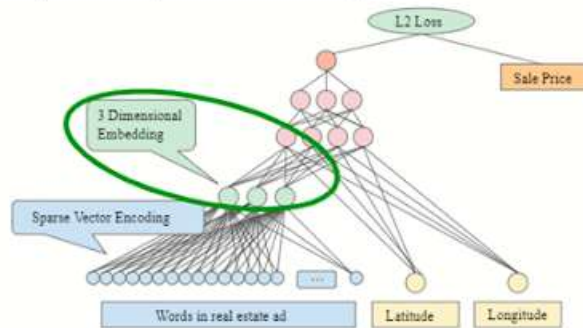 L2 Loss
Sale Price
3 Dimensional
Embedding
Sparse Vector Encoding
...
Words in real estate ad
Latitude
Longitude